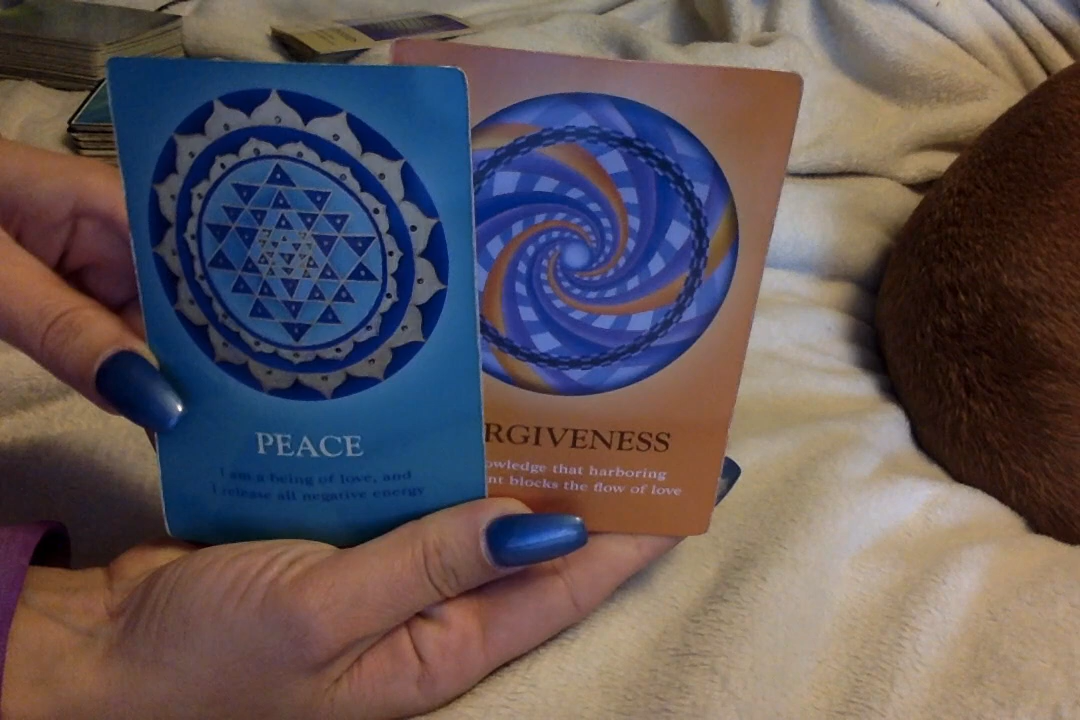 PEACE
I am a being of love, and
I release all negative energy
RGIVENESS
owledge that harboring
nt blocks the flow of love